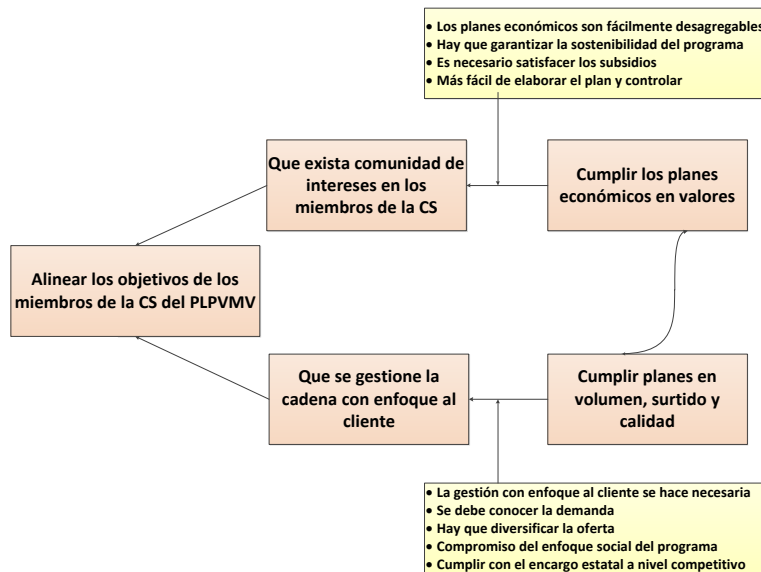 • Los planes económicos son fácilmente desagregables
• Hay que garantizar la sostenibilidad del programa
• Es necesario satisfacer los subsidios
• Más fácil de elaborar el plan y controlar
Que exista comunidad de
intereses en los
miembros de la CS
Cumplir los planes
económicos en valores
Alinear los objetivos de los
miembros de la CS del PLPVMV
Que se gestione la
cadena con enfoque al
cliente
Cumplir planes en
volumen, surtido y
calidad
• La gestión con enfoque al cliente se hace necesaria
• Se debe conocer la demanda
• Hay que diversificar la oferta
• Compromiso del enfoque social del programa
• Cumplir con el encargo estatal a nivel competitivo